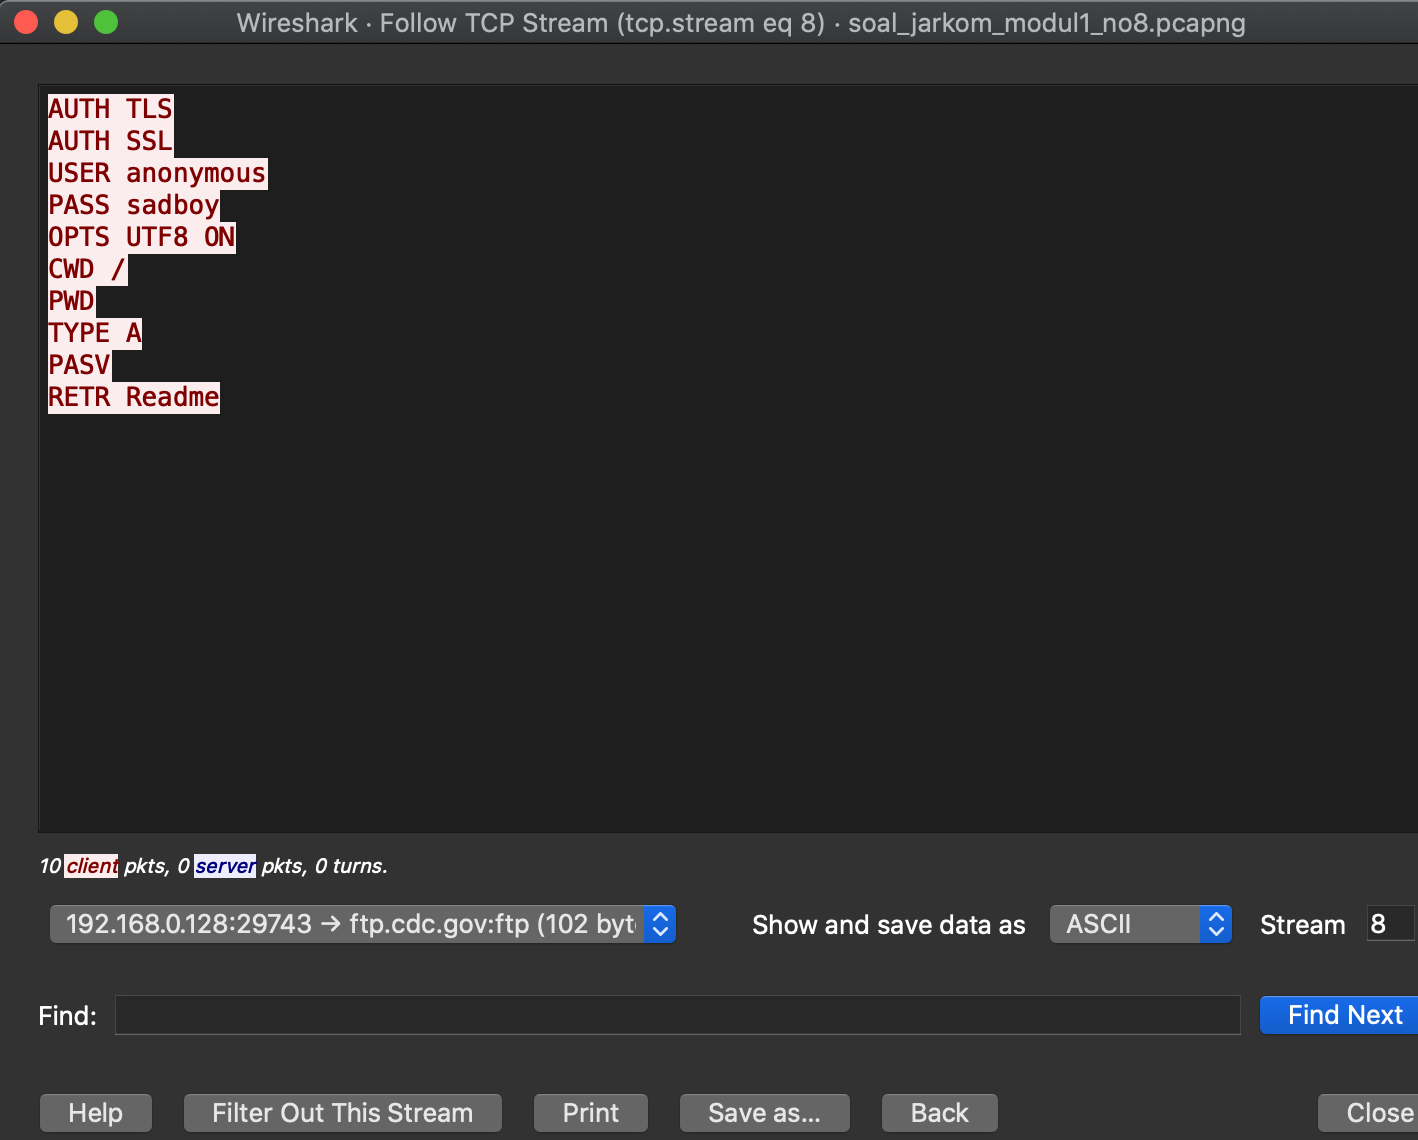 Wireshark · Follow TCP Stream (tcp.stream eq 8) · soal_jarkom_modul1_no8.pcapng
AUTH TLS
AUTH SSL
USER anonymous
PASS sadboy
OPTS UTF8 ON
CWD /
PWD
TYPE A
PASV
RETR Readme
10 client pkts, 0 server pkts, 0 turns.
192.168.0.128:29743 → ftp.cdc.gov:ftp (102 byt
Show and save data as ASCII Stream 8
Find: Find Next
Help Filter Out This Stream Print Save as... Back Close